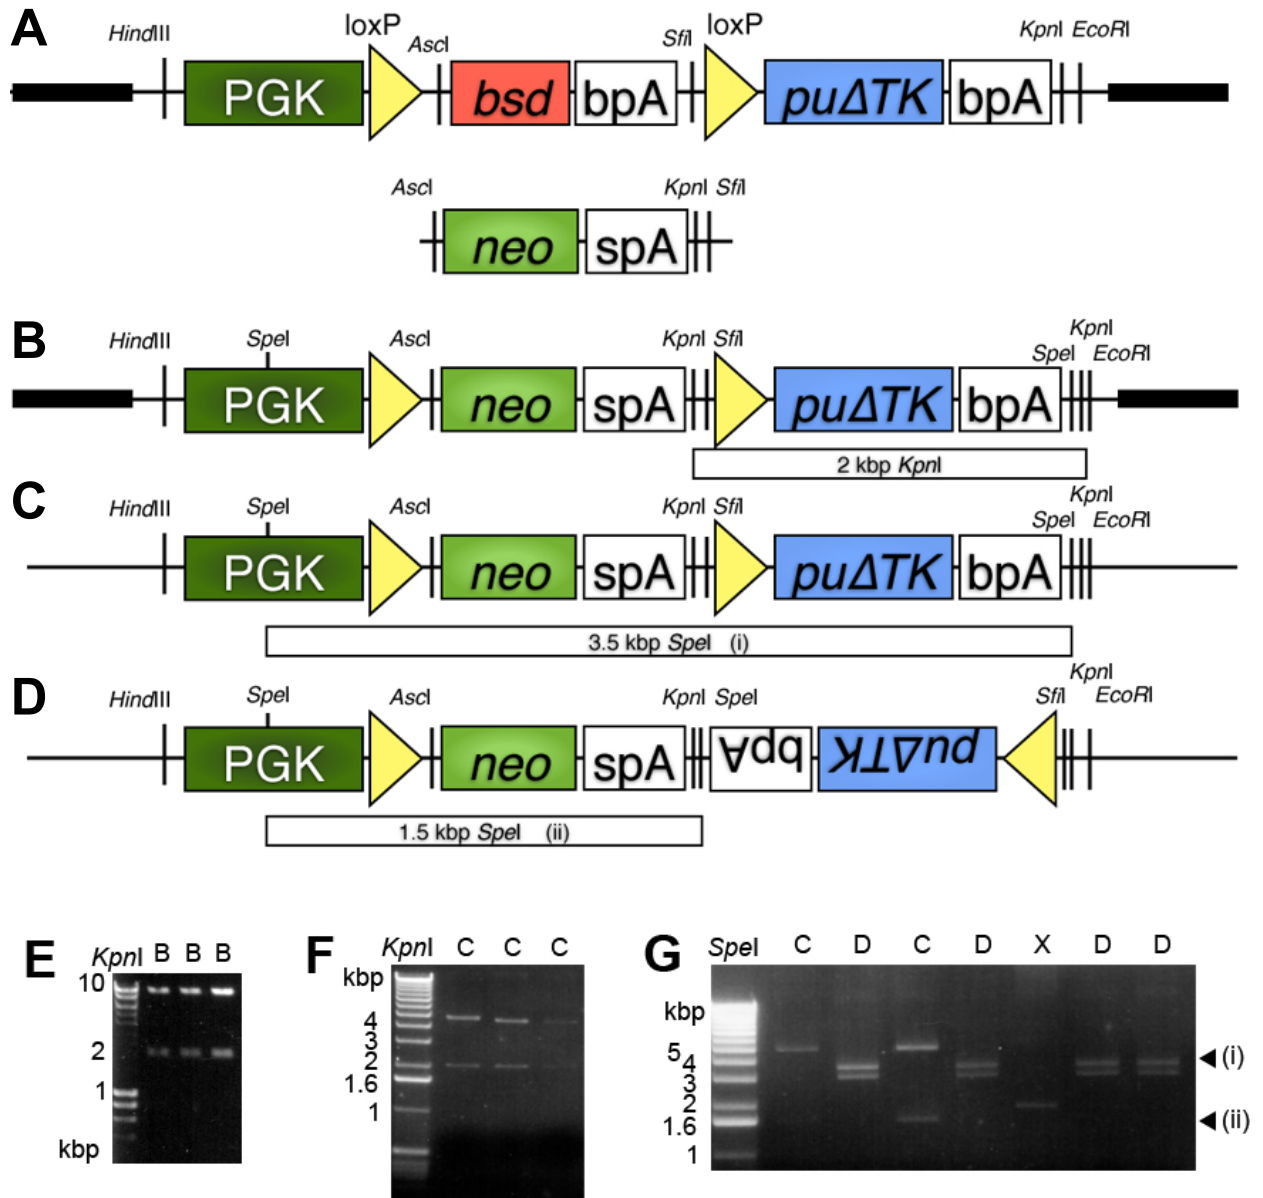 A
HindIII
loxP
AscI
SfiI
loxP
KpnI EcoRI
PGK
bsd
bpA
puΔTK
bpA
AscI
KpnI SfiI
neo
spA
B
HindIII
SpeI
AscI
KpnI SfiI
KpnI
SpeI EcoRI
PGK
neo
spA
puΔTK
bpA
2 kbp KpnI
C
HindIII
SpeI
AscI
KpnI SfiI
KpnI
SpeI EcoRI
PGK
neo
spA
puΔTK
bpA
3.5 kbp SpeI (i)
D
HindIII
SpeI
AscI
KpnI SpeI
KpnI
SfiI EcoRI
PGK
neo
spA
bpA
puΔTK
1.5 kbp SpeI (ii)
E
KpnI B B B
10
2
1
kbp
F
KpnI C C C
kbp
4
3
2
1.6
1
G
SpeI C D C D X D D
kbp
5
4
3
2
1.6
1
(i)
(ii)